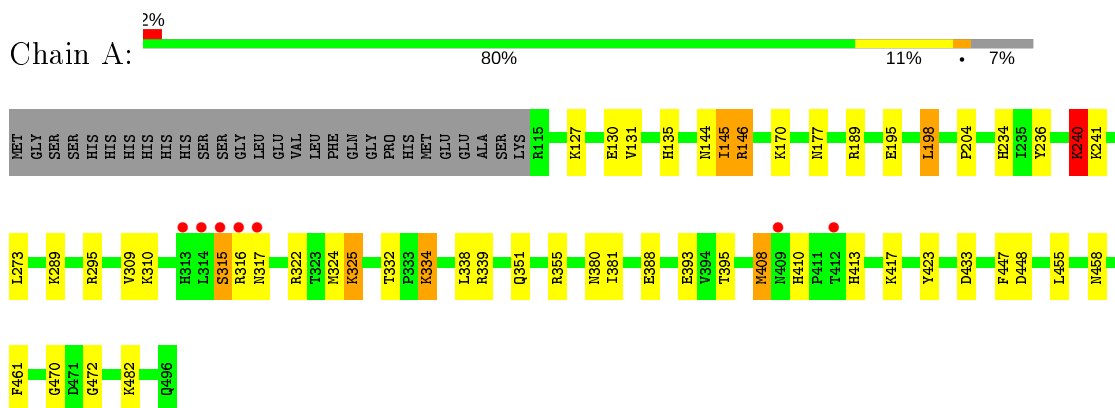 2%
Chain A:
80% 11% • 7%
MET GLY SER SER HIS HIS HIS HIS HIS HIS SER SER GLY LEU GLU VAL LEU PHE GLN GLY PRO HIS MET GLU GLU ALA SER LYS R115 K127 E130 V131 H135 N144 I145 R146 K170 N177 R189 E195 L198 P204 H234 I235 Y236 K240 K241
L273 K289 R295 V309 K310 H313 L314 S315 R316 N317 R322 T323 M324 K325 T332 P333 K334 L338 R339 Q351 R355 N380 I381 E388 E393 V394 T395 M408 N409 H410 P411 T412 H413 K417 Y423 D433 F447 D448 L455 N458
F461 G470 D471 G472 K482 Q496